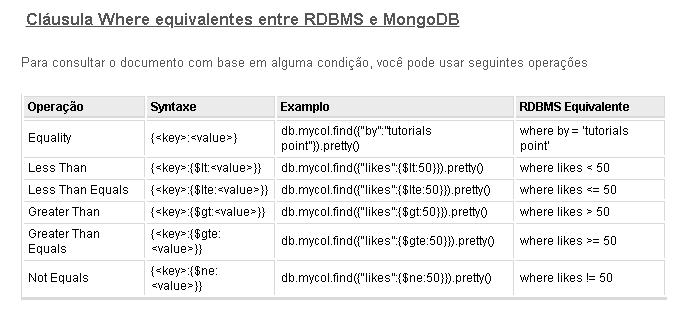 Cláusula Where equivalentes entre RDBMS e MongoDB
Para consultar o documento com base em alguma condição, você pode usar seguintes operações
Operação Syntaxe Examplo RDBMS Equivalente
Equality {<key>:<value>} db.mycol.find({"by":"tutorials point"}).pretty() where by = 'tutorials point'
Less Than {<key>:{$lt:<value>}} db.mycol.find({"likes":{$lt:50}}).pretty() where likes < 50
Less Than Equals {<key>:{$lte:<value>}} db.mycol.find({"likes":{$lte:50}}).pretty() where likes <= 50
Greater Than {<key>:{$gt:<value>}} db.mycol.find({"likes":{$gt:50}}).pretty() where likes > 50
Greater Than Equals {<key>:{$gte: <value>}} db.mycol.find({"likes":{$gte:50}}).pretty() where likes >= 50
Not Equals {<key>:{$ne: <value>}} db.mycol.find({"likes":{$ne:50}}).pretty() where likes != 50